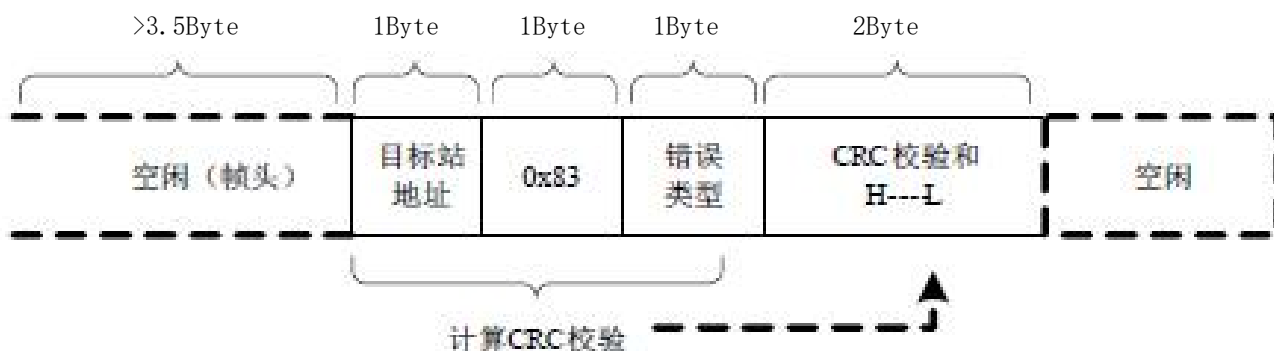 >3.5Byte 1Byte 1Byte 1Byte 2Byte
空闲（帧头）
目标站
地址
0x83
错误
类型
CRC校验和
H----L
空闲
计算CRC校验